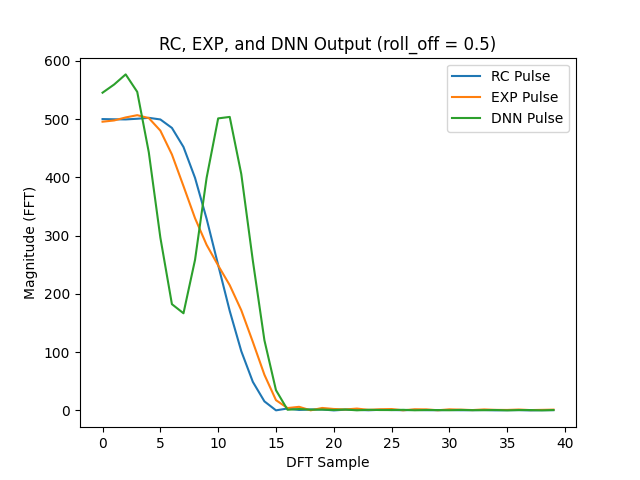 RC, EXP, and DNN Output (roll_off = 0.5)
RC Pulse
EXP Pulse
DNN Pulse
Magnitude (FFT)
600
500
400
300
200
100
0
0 5 10 15 20 25 30 35 40
DFT Sample